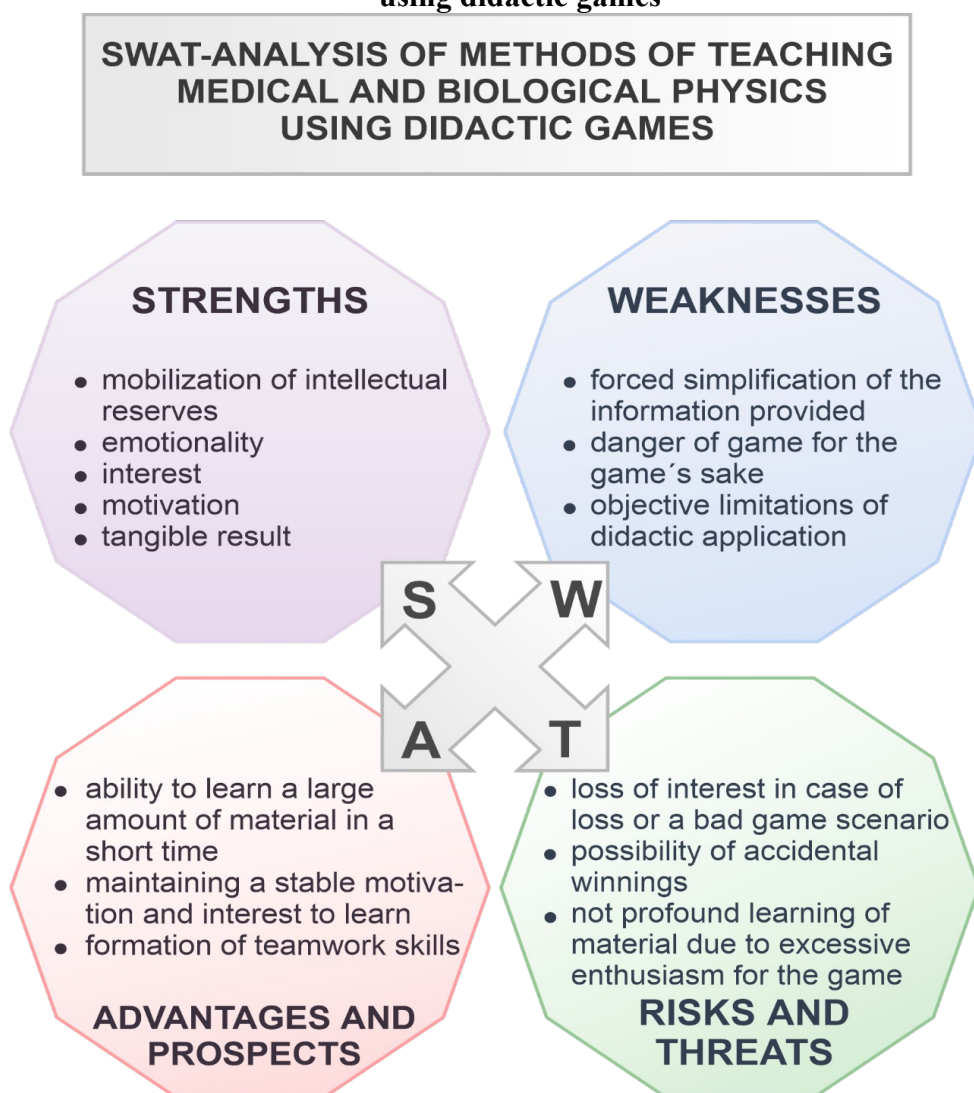 using didactic games
SWAT-ANALYSIS OF METHODS OF TEACHING
MEDICAL AND BIOLOGICAL PHYSICS
USING DIDACTIC GAMES
STRENGTHS
● mobilization of intellectual
reserves
● emotionality
● interest
● motivation
● tangible result
WEAKNESSES
● forced simplification of the
information provided
● danger of game for the
game´s sake
● objective limitations of
didactic application
S
W
A
T
● ability to learn a large
amount of material in a
short time
● maintaining a stable motiva-
tion and interest to learn
● formation of teamwork skills
ADVANTAGES AND
PROSPECTS
● loss of interest in case of
loss or a bad game scenario
● possibility of accidental
winnings
● not profound learning of
material due to excessive
enthusiasm for the game
RISKS AND
THREATS